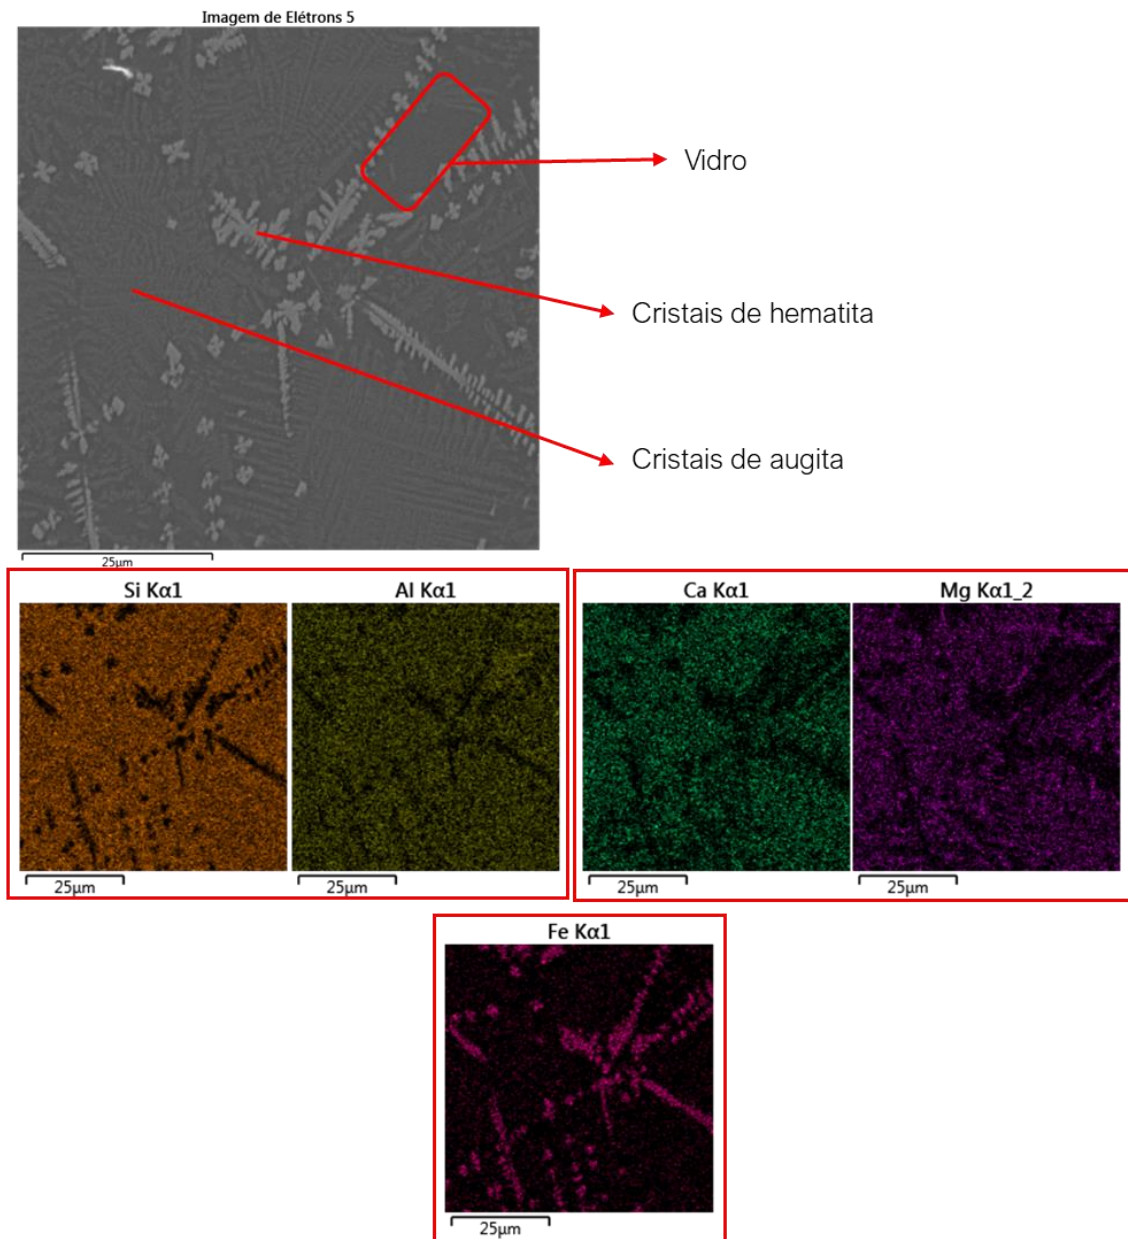 Imagem de Elétrons 5
Vidro
Cristais de hematita
Cristais de augita
25µm
Si Kα1
Al Kα1
Ca Kα1
Mg Kα1_2
25µm
25µm
25µm
25µm
Fe Kα1
25µm